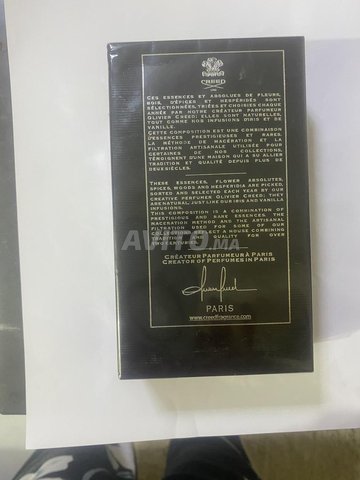 CREED
CES ESSENCES ET ABSOLUES DE FLEURS,
BOIS, D'ÉPICES ET HESPÉRIDÉS SONT
SÉLECTIONNÉES, TRIÉES ET CHOISIES CHAQUE
ANNÉE PAR NOTRE CRÉATEUR PARFUMEUR
OLIVIER CREED; ELLES SONT NATURELLES,
TOUT COMME NOS INFUSIONS D'IRIS ET DE
VANILLE.
CETTE COMPOSITION EST UNE COMBINAISON
D'ESSENCES PRESTIGIEUSES ET RARES.
LA MÉTHODE DE MACÉRATION ET LA
FILTRATION ARTISANALE UTILISÉE POUR
CERTAINES DE NOS COLLECTIONS,
TÉMOIGNENT D'UNE MAISON QUI A SU ALLIER
TRADITION ET QUALITÉ DEPUIS PLUS DE
DEUX SIÈCLES.
THESE ESSENCES, FLOWER ABSOLUTES,
SPICES, WOODS AND HESPERIDIA ARE PICKED,
SORTED AND SELECTED EACH YEAR BY OUR
CREATIVE PERFUMER OLIVIER CREED; THEY
ARE NATURAL, JUST LIKE OUR IRIS AND VANILLA
INFUSIONS.
THIS COMPOSITION IS A COMBINATION OF
PRESTIGIOUS AND RARE ESSENCES. THE
MACERATION METHOD AND THE ARTISANAL
FILTRATION USED FOR SOME OF OUR
COLLECTIONS REFLECT A HOUSE COMBINING
TRADITION AND QUALITY FOR OVER
TWO CENTURIES.
AVITO.MA
CRÉATEUR PARFUMEUR À PARIS
CREATOR OF PERFUMES IN PARIS
PARIS
www.creedfragrance.com